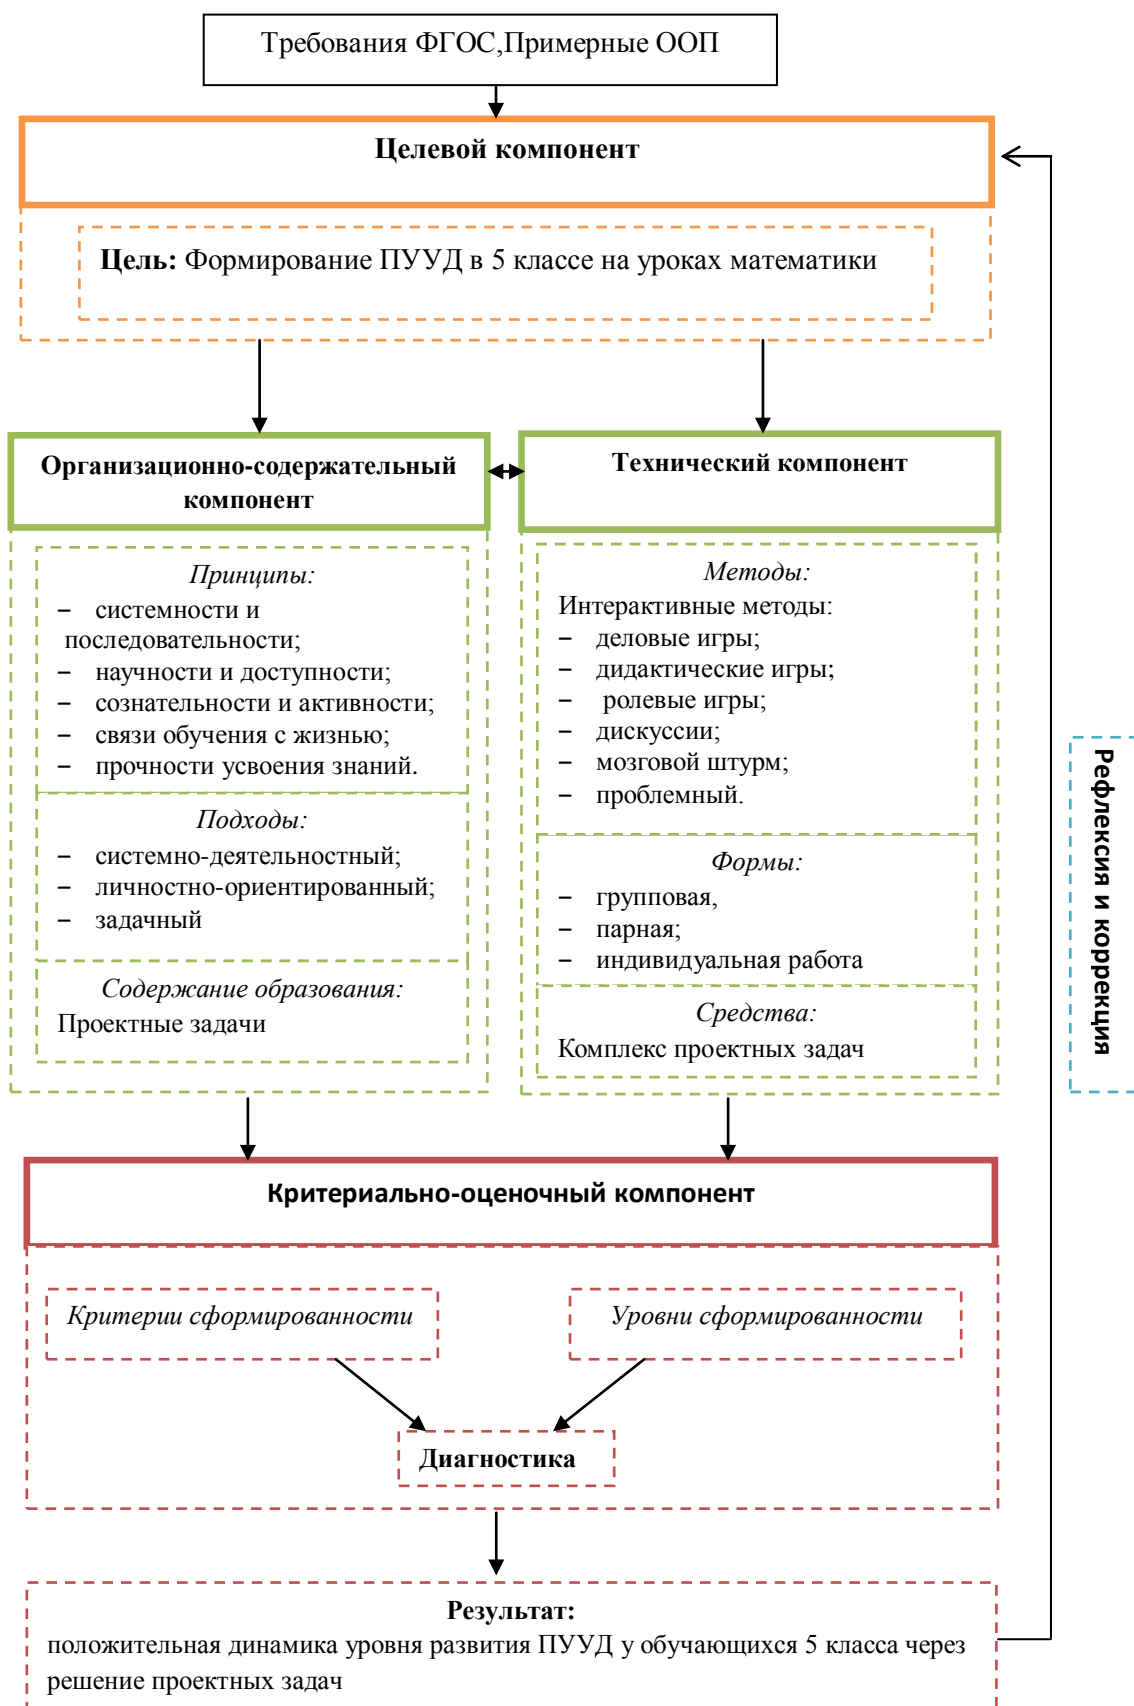 Требования ФГОС,Примерные ООП
Целевой компонент
Цель: Формирование ПУУД в 5 классе на уроках математики
Организационно-содержательный
компонент
Принципы:
− системности и
последовательности;
− научности и доступности;
− сознательности и активности;
− связи обучения с жизнью;
− прочности усвоения знаний.
Подходы:
− системно-деятельностный;
− личностно-ориентированный;
− задачный
Содержание образования:
Проектные задачи
Технический компонент
Методы:
Интерактивные методы:
− деловые игры;
− дидактические игры;
− ролевые игры;
− дискуссии;
− мозговой штурм;
− проблемный.
Формы:
− групповая,
− парная;
− индивидуальная работа
Средства:
Комплекс проектных задач
Рефлексия и коррекция
Критериально-оценочный компонент
Критерии сформированности
Уровни сформированности
Диагностика
Результат:
положительная динамика уровня развития ПУУД у обучающихся 5 класса через
решение проектных задач